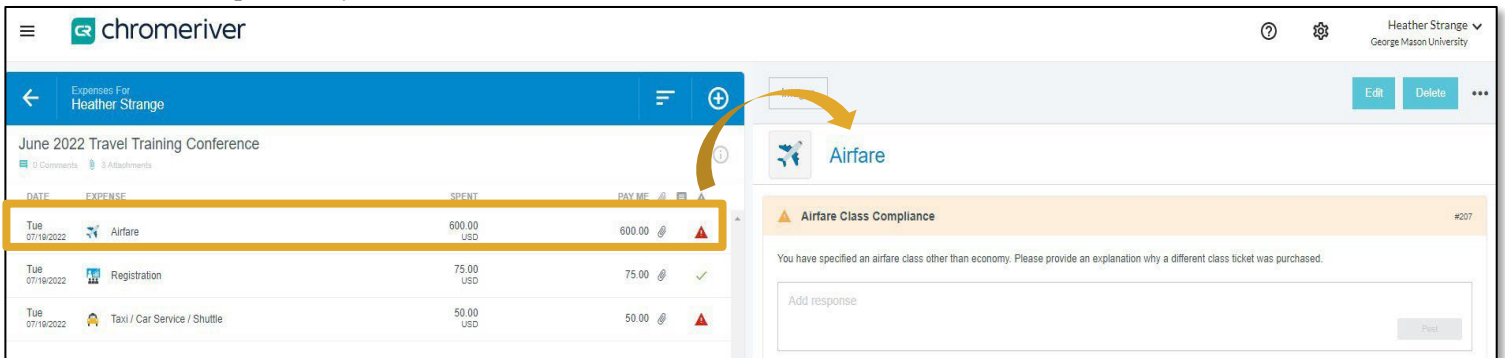 chromeriver
Heather Strange
George Mason University
Expenses For
Heather Strange
Edit
Delete
June 2022 Travel Training Conference
0 Comments
3 Attachments
Airfare
DATE EXPENSE SPENT PAY ME
Airfare Class Compliance #207
Tue
07/19/2022
Airfare
600.00
USD
600.00
You have specified an airfare class other than economy. Please provide an explanation why a different class ticket was purchased.
Tue
07/19/2022
Registration
75.00
USD
75.00
Add response
Post
Tue
07/19/2022
Taxi / Car Service / Shuttle
50.00
USD
50.00